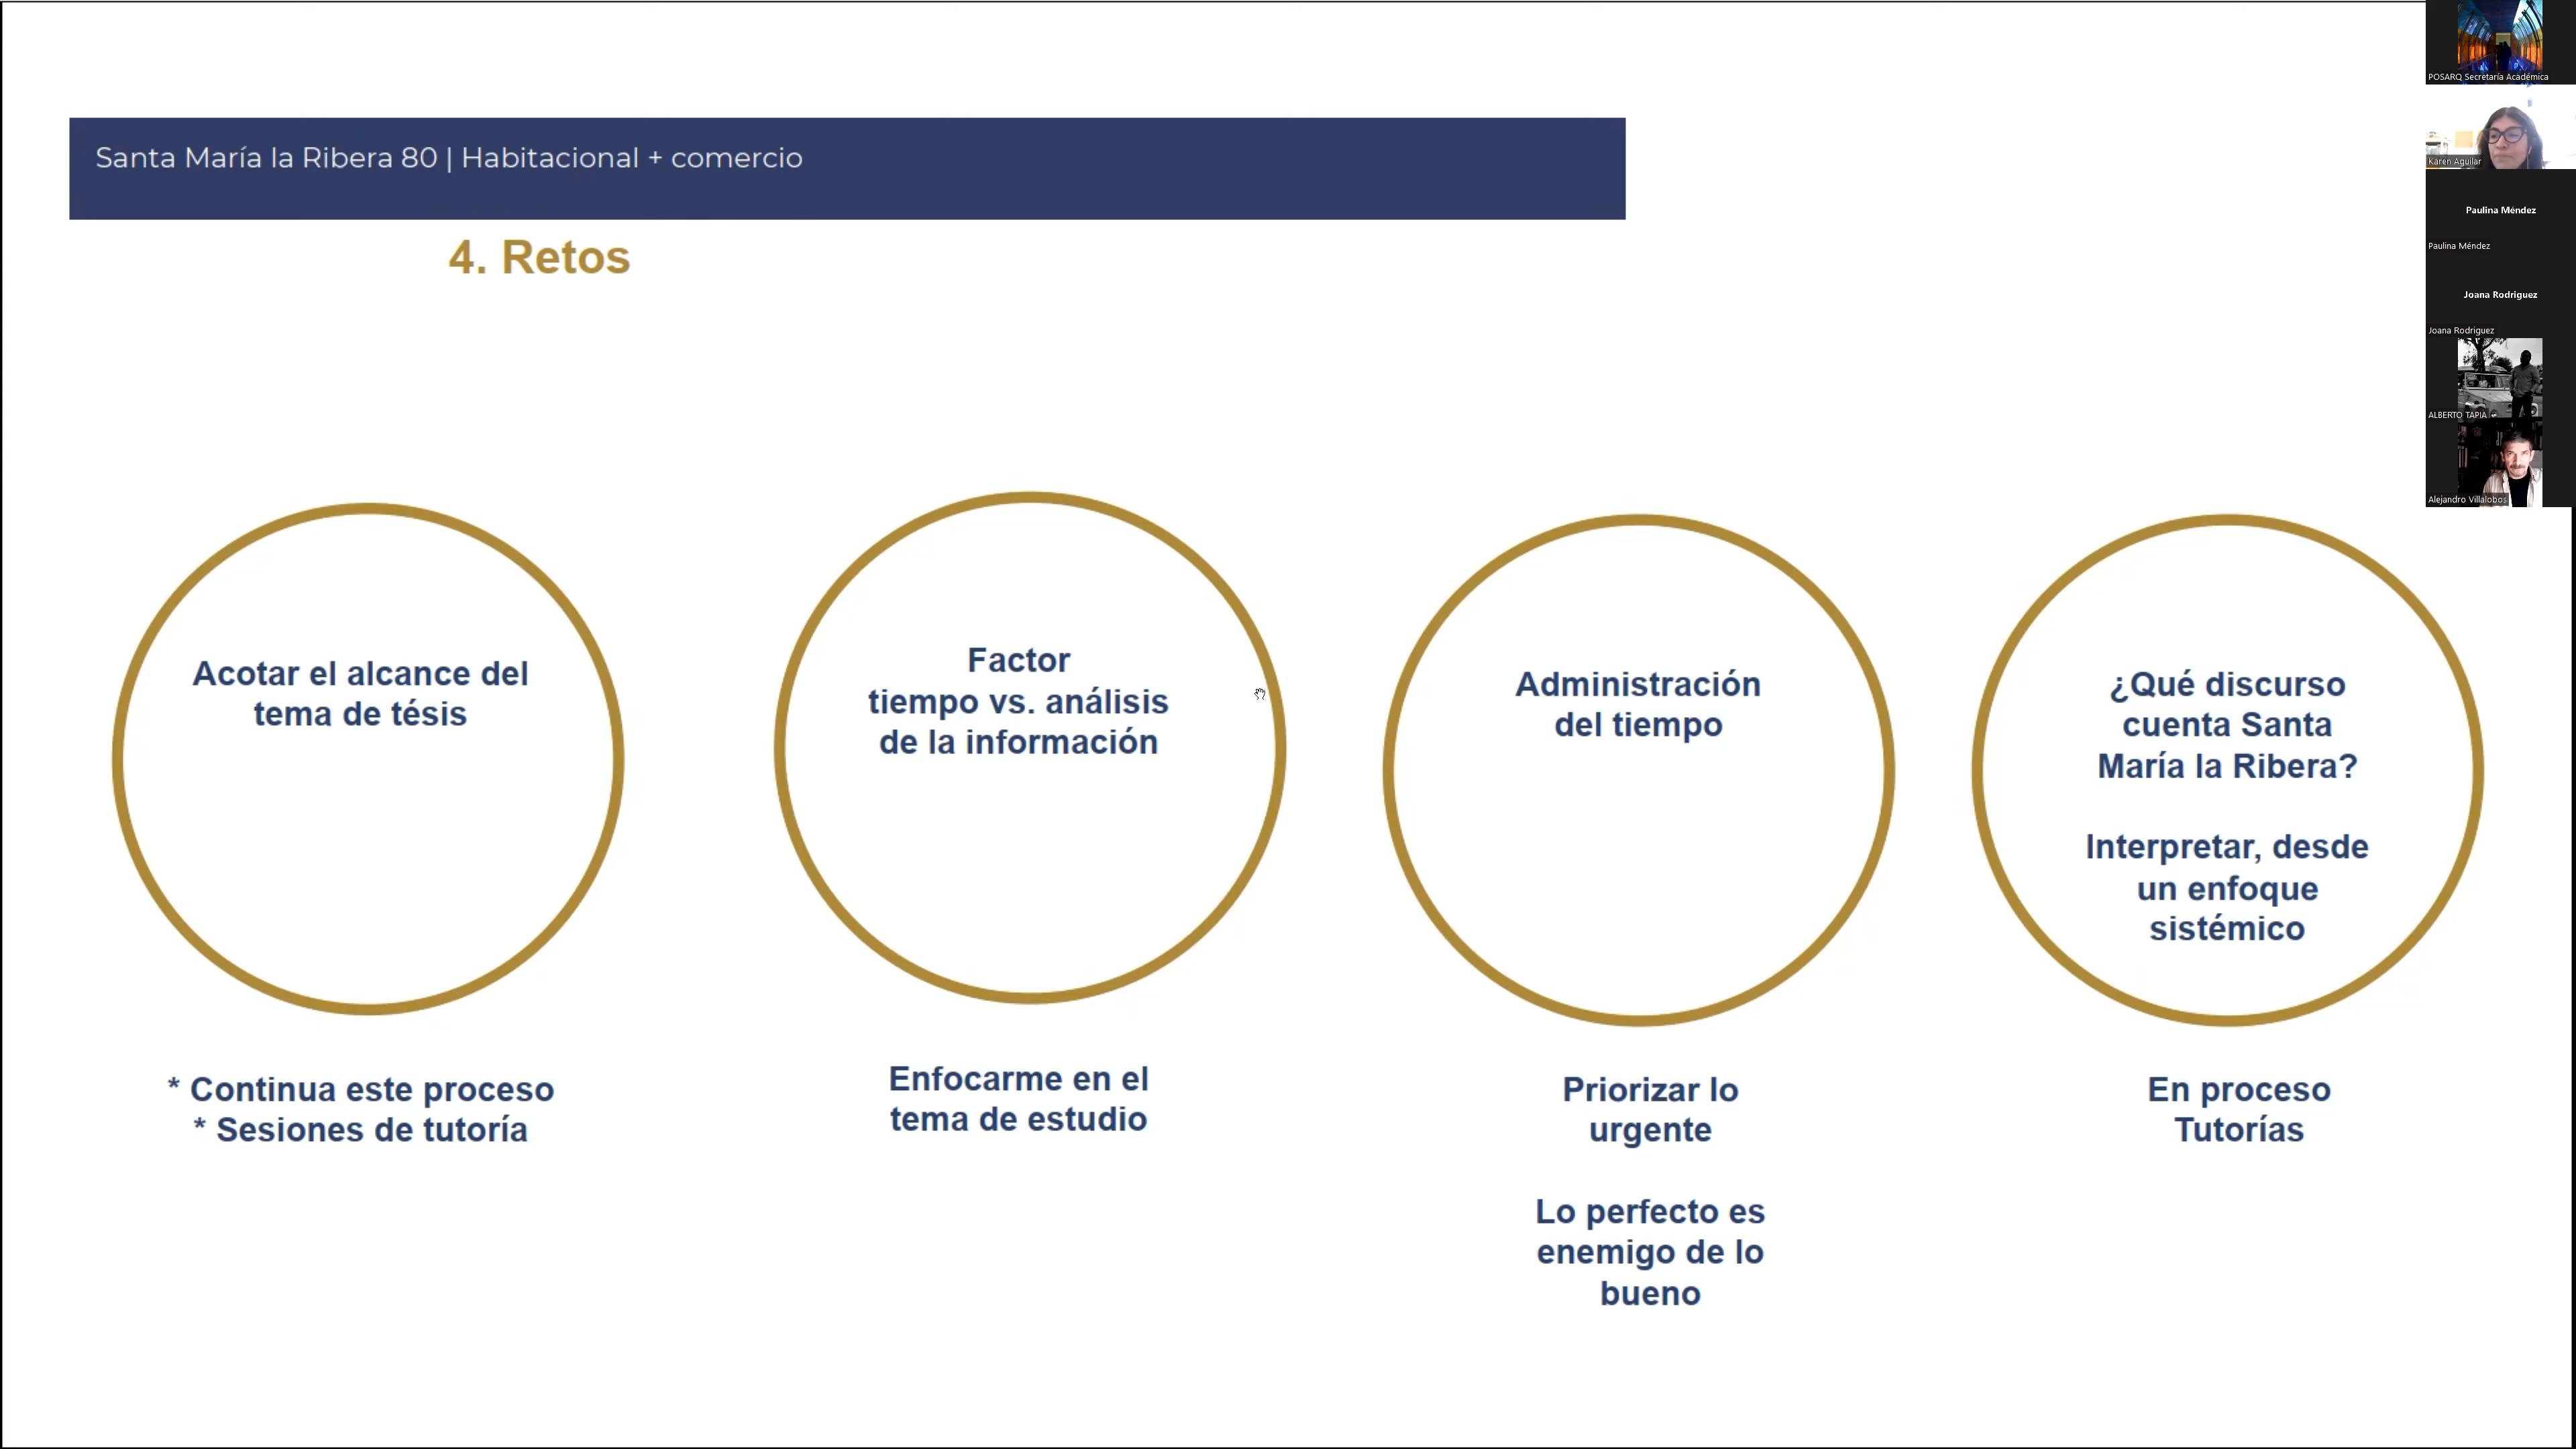 Santa María la Ribera 80 | Habitacional + comercio
4. Retos
Acotar el alcance del
tema de tésis
* Continua este proceso
* Sesiones de tutoría
Factor
tiempo vs. análisis
de la información
Enfocarme en el
tema de estudio
Administración
del tiempo
Priorizar lo
urgente
Lo perfecto es
enemigo de lo
bueno
¿Qué discurso
cuenta Santa
María la Ribera?
Interpretar, desde
un enfoque
sistémico
En proceso
Tutorías
POSARQ Secretaría Académica
Karen Aguilar
Paulina Méndez
Paulina Méndez
Joana Rodriguez
Joana Rodriguez
ALBERTO TAPIA
Alejandro Villalobos